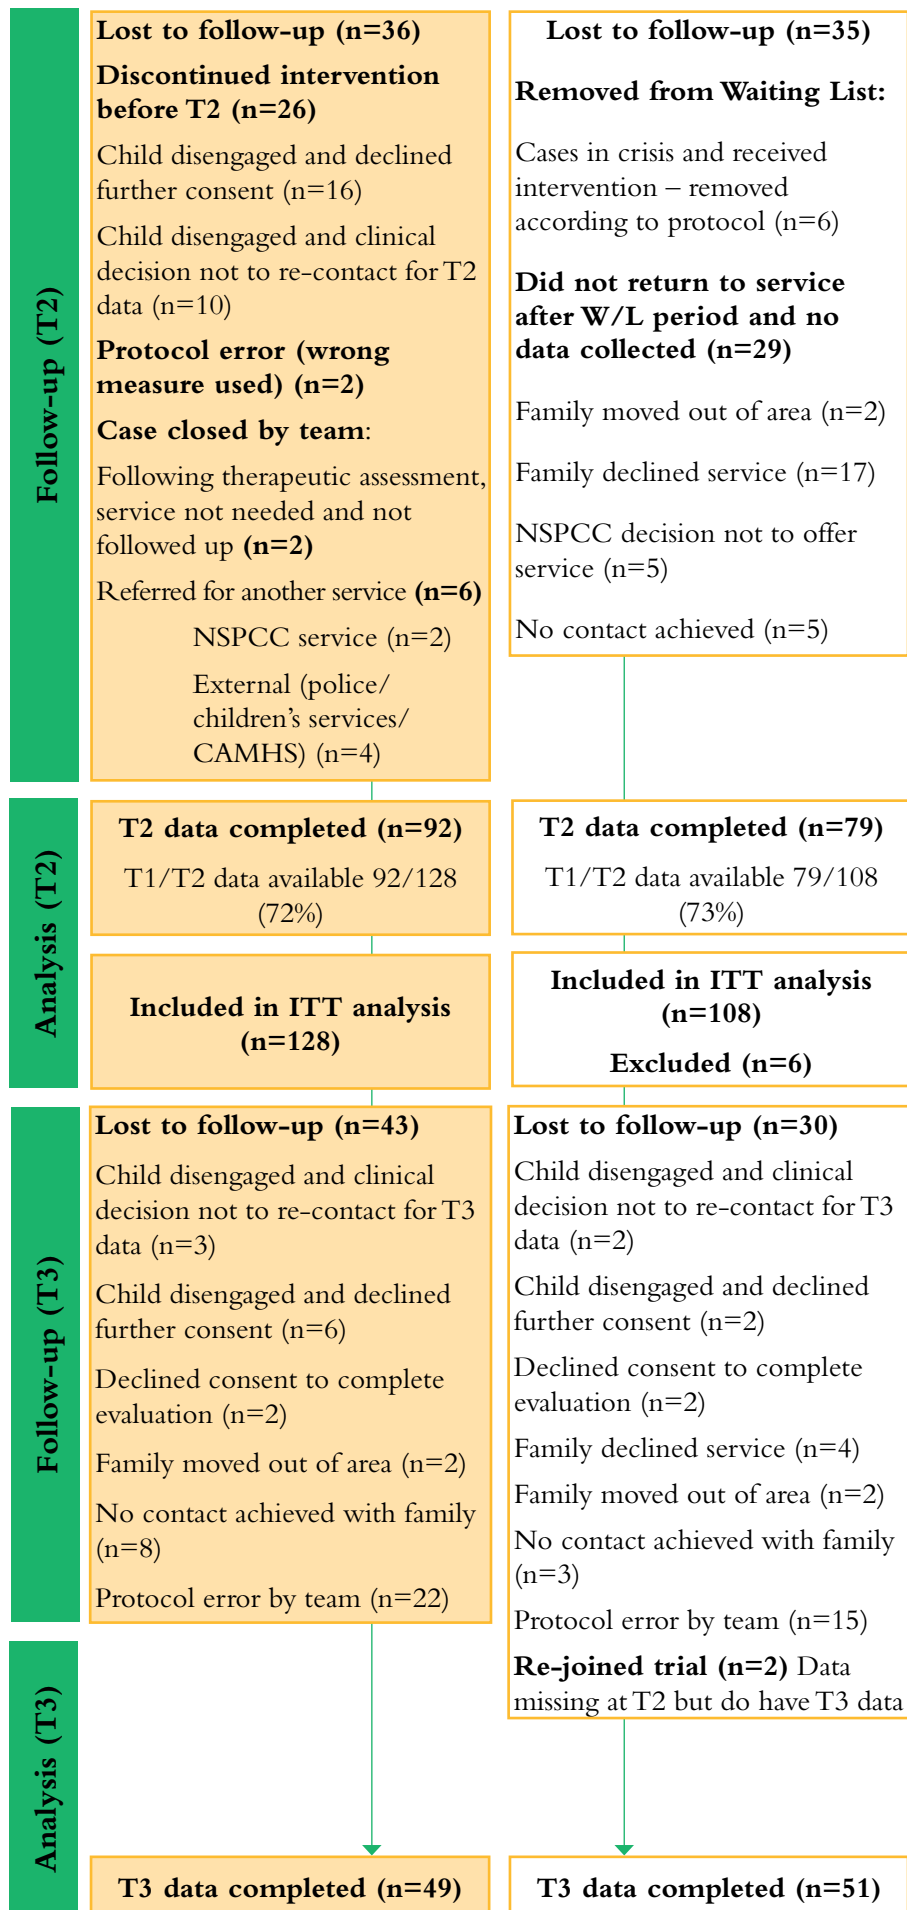 Follow-up (T2)
Lost to follow-up (n=36)
Discontinued intervention
before T2 (n=26)
Child disengaged and declined
further consent (n=16)
Child disengaged and clinical
decision not to re-contact for T2
data (n=10)
Protocol error (wrong
measure used) (n=2)
Case closed by team:
Following therapeutic assessment,
service not needed and not
followed up (n=2)
Referred for another service (n=6)
NSPCC service (n=2)
External (police/
children's services/
CAMHS) (n=4)
Lost to follow-up (n=35)
Removed from Waiting List:
Cases in crisis and received
intervention – removed
according to protocol (n=6)
Did not return to service
after W/L period and no
data collected (n=29)
Family moved out of area (n=2)
Family declined service (n=17)
NSPCC decision not to offer
service (n=5)
No contact achieved (n=5)
Analysis (T2)
T2 data completed (n=92)
T1/T2 data available 92/128
(72%)
T2 data completed (n=79)
T1/T2 data available 79/108
(73%)
Included in ITT analysis
(n=128)
Included in ITT analysis
(n=108)
Excluded (n=6)
Follow-up (T3)
Lost to follow-up (n=43)
Child disengaged and clinical
decision not to re-contact for T3
data (n=3)
Child disengaged and declined
further consent (n=6)
Declined consent to complete
evaluation (n=2)
Family moved out of area (n=2)
No contact achieved with family
(n=8)
Protocol error by team (n=22)
Lost to follow-up (n=30)
Child disengaged and clinical
decision not to re-contact for T3
data (n=2)
Child disengaged and declined
further consent (n=2)
Declined consent to complete
evaluation (n=2)
Family declined service (n=4)
Family moved out of area (n=2)
No contact achieved with family
(n=3)
Protocol error by team (n=15)
Re-joined trial (n=2) Data
missing at T2 but do have T3 data
Analysis (T3)
T3 data completed (n=49)
T3 data completed (n=51)